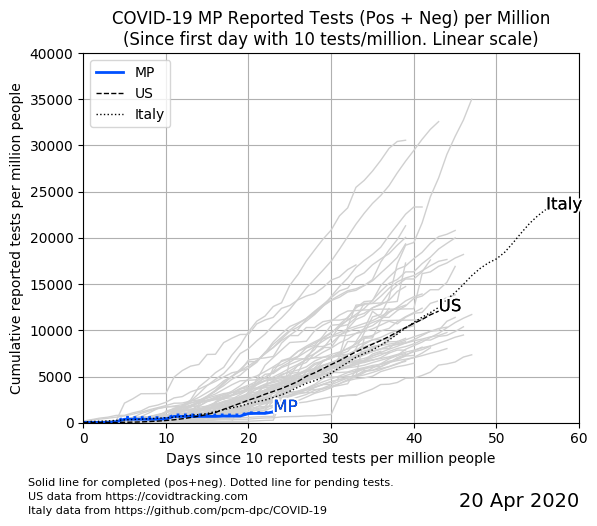 COVID-19 MP Reported Tests (Pos + Neg) per Million
(Since first day with 10 tests/million. Linear scale)
40000
35000
30000
25000
20000
15000
10000
5000
0
Cumulative reported tests per million people
MP
US
Italy
Italy
US
MP
0 10 20 30 40 50 60
Days since 10 reported tests per million people
Solid line for completed (pos+neg). Dotted line for pending tests.
US data from https://covidtracking.com
Italy data from https://github.com/pcm-dpc/COVID-19
20 Apr 2020